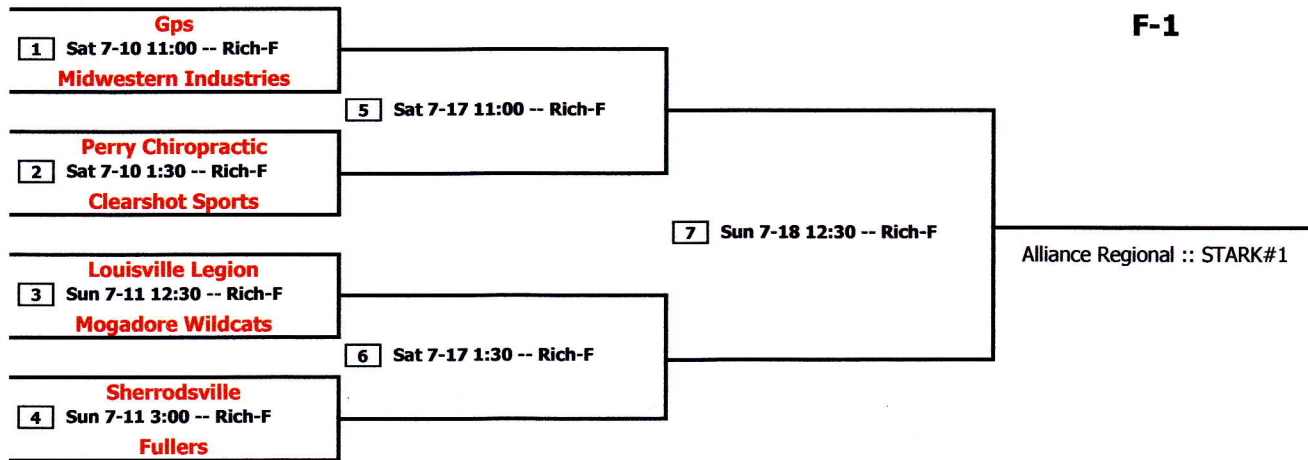 F-1
Gps
1 Sat 7-10 11:00 -- Rich-F
Midwestern Industries
5 Sat 7-17 11:00 -- Rich-F
Perry Chiropractic
2 Sat 7-10 1:30 -- Rich-F
Clearshot Sports
7 Sun 7-18 12:30 -- Rich-F
Alliance Regional :: STARK#1
Louisville Legion
3 Sun 7-11 12:30 -- Rich-F
Mogadore Wildcats
6 Sat 7-17 1:30 -- Rich-F
Sherrodsville
4 Sun 7-11 3:00 -- Rich-F
Fullers